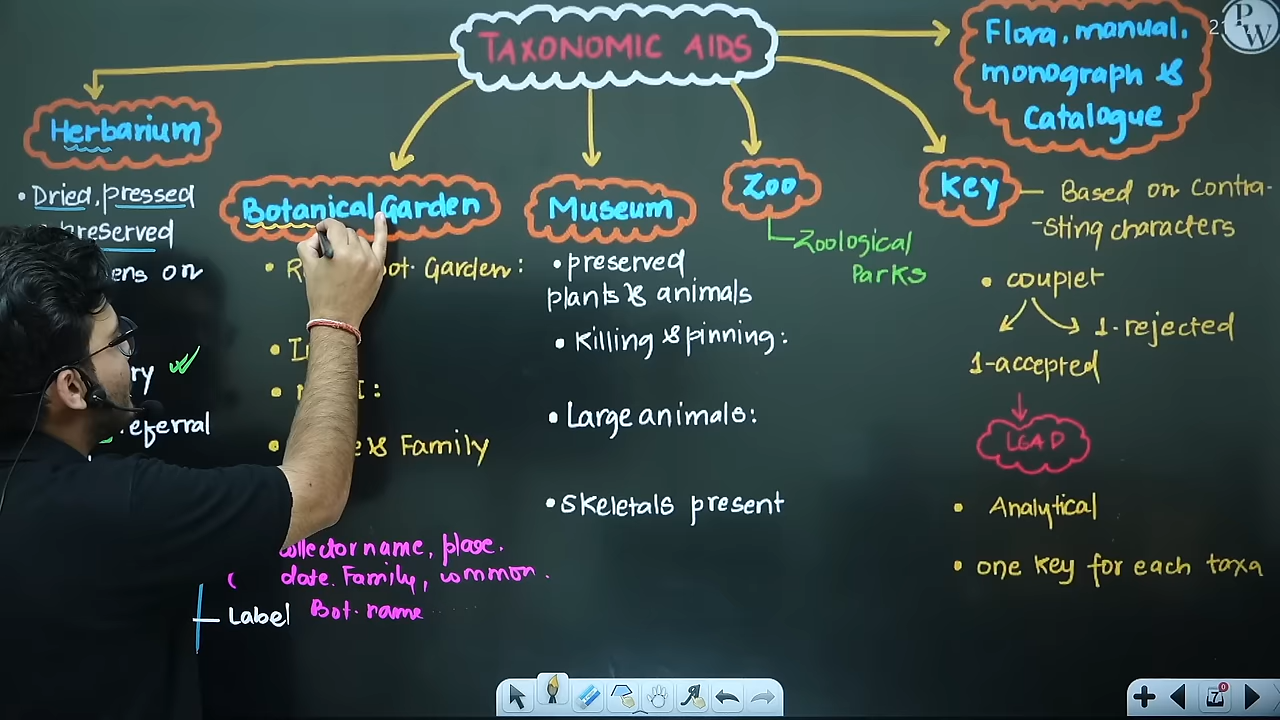 TAXONOMIC AIDS
Flora, manual,
monograph &
Catalogue
PW
Herbarium
• Dried, pressed
preserved
ens on
ry
eferral
Botanical Garden
Bot. Garden:
I:
& Family
Collector name, place,
date. Family, common.
Label Bot. name
Museum
• preserved
plants & animals
• Killing & pinning:
• Large animals:
• Skeletals present
Zoo
Zoological
Parks
Key
Based on Contra-
-sting characters
• couplet
1-rejected
1-accepted
LEAD
• Analytical
• one key for each taxa